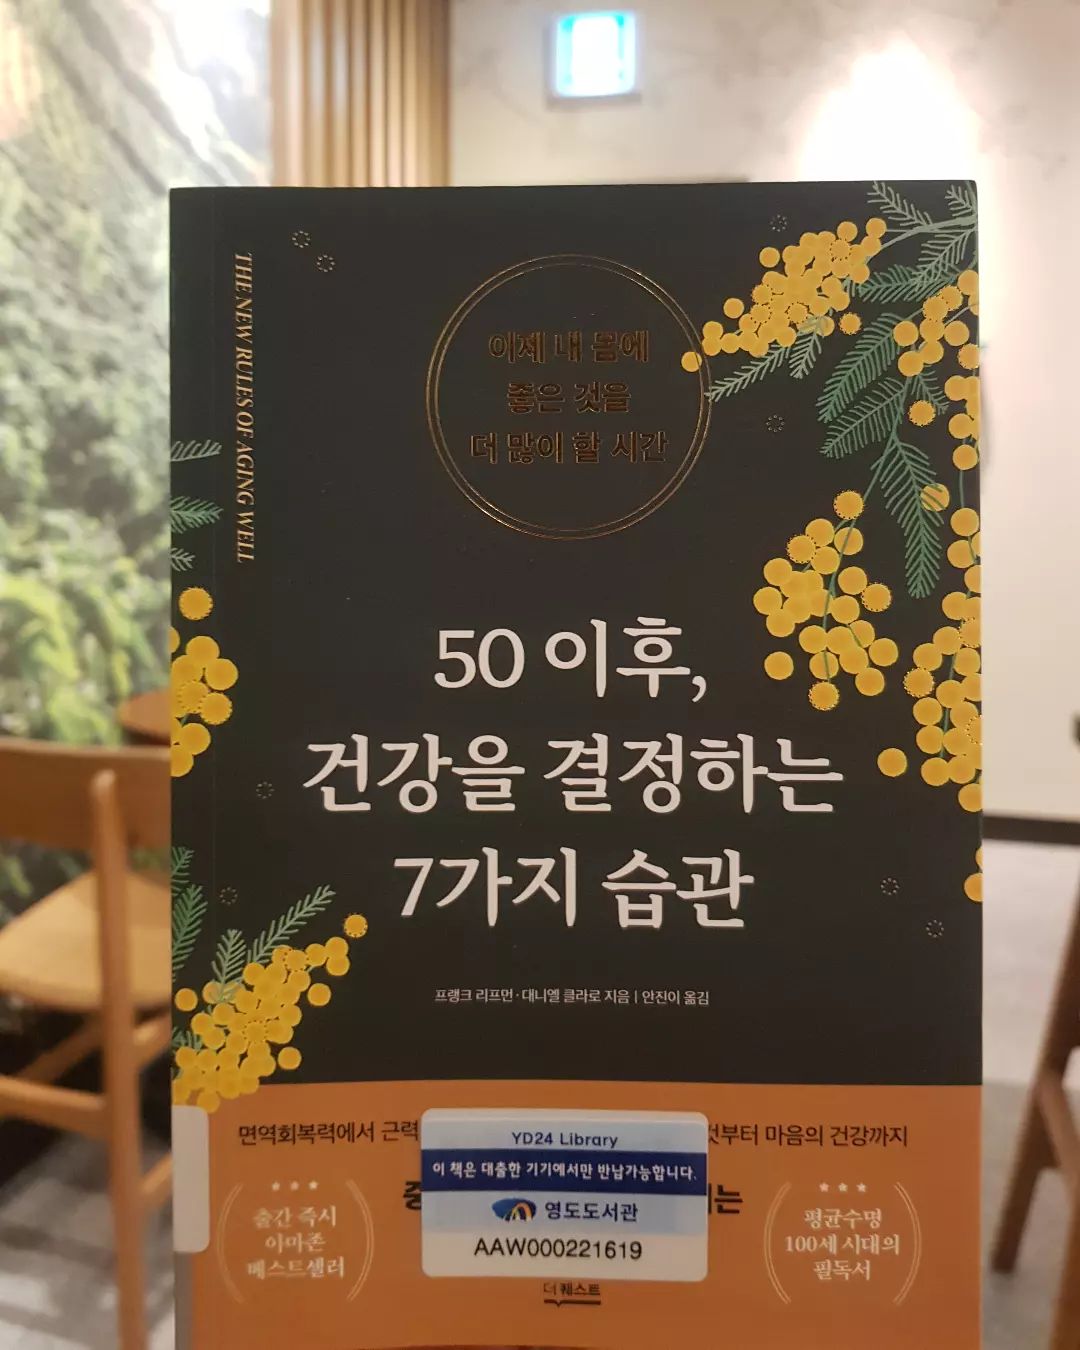 THE NEW RULES OF AGING WELL
이제 내 몸에
좋은 것을
더 많이 할 시간
50 이후,
건강을 결정하는
7가지 습관
프랭크 리프먼·대니엘 클라로 지음 | 안진이 옮김
면역회복력에서 근력
마음의 건강까지
YD24 Library
이 책은 대출한 기기에서만 반납가능합니다.
영도도서관
AAW000221619
★ ★ ★
출간 즉시
아마존
베스트셀러
★ ★ ★
평균수명
100세 시대의
필독서
더 퀘스트